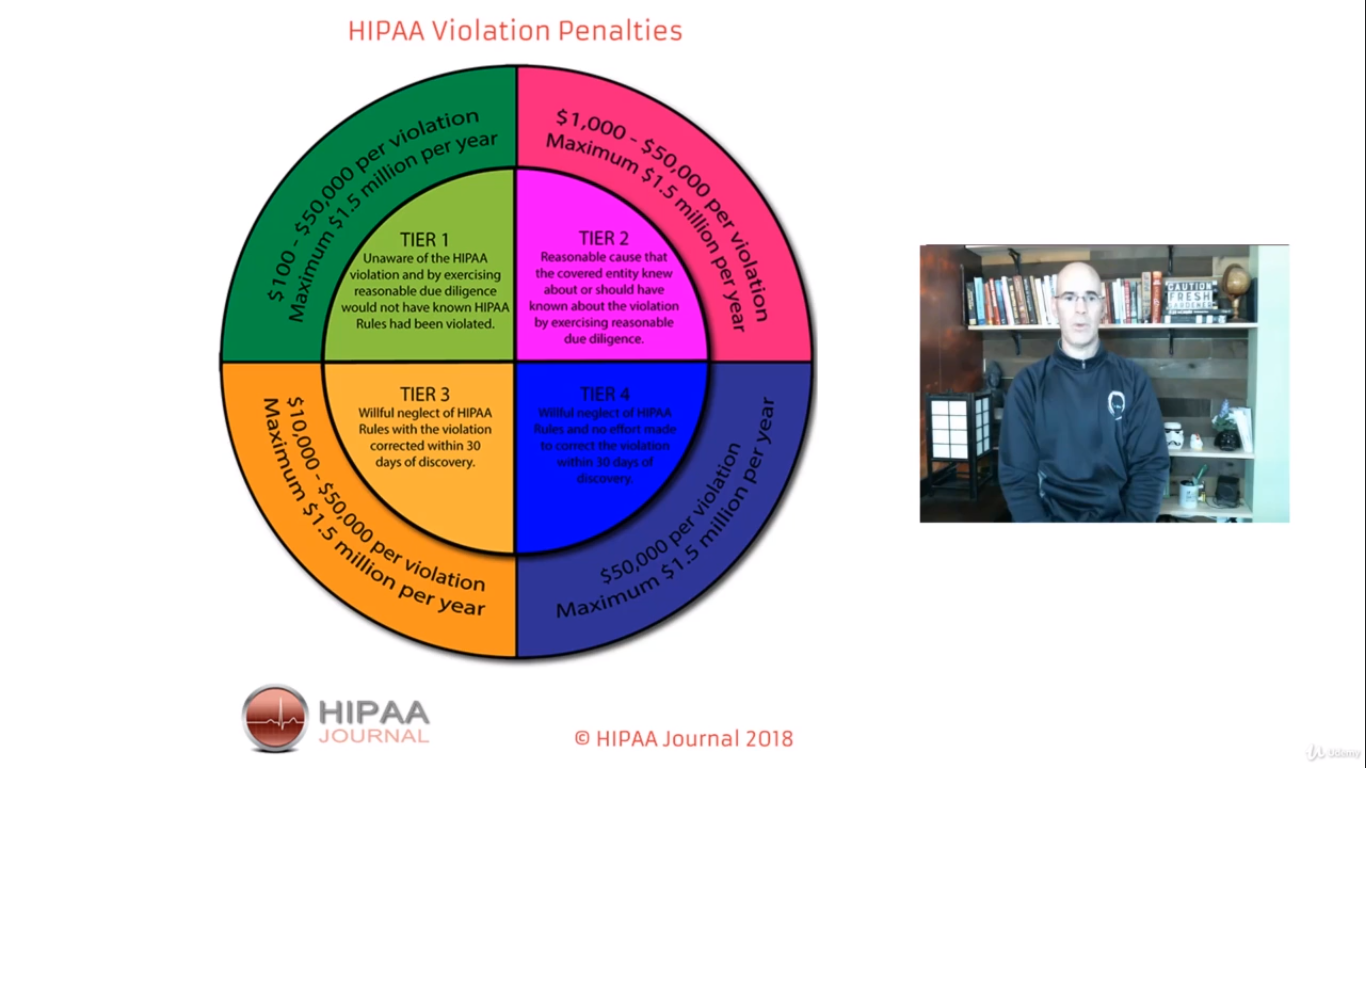 HIPAA Violation Penalties
$100 - $50,000 per violation
Maximum $1.5 million per year
$1,000 - $50,000 per violation
Maximum $1.5 million per year
TIER 1
Unaware of the HIPAA
violation and by exercising
reasonable due diligence
would not have known HIPAA
Rules had been violated.
TIER 2
Reasonable cause that
the covered entity knew
about or should have
known about the violation
by exercising reasonable
due diligence.
TIER 3
Willful neglect of HIPAA
Rules with the violation
corrected within 30
days of discovery.
TIER 4
Willful neglect of HIPAA
Rules and no effort made
to correct the violation
within 30 days of
discovery.
$10,000 - $50,000 per violation
Maximum $1.5 million per year
$50,000 per violation
Maximum $1.5 million per year
CAUTION
FRESH
GARDENER
HIPAA
JOURNAL
© HIPAA Journal 2018
Udemy